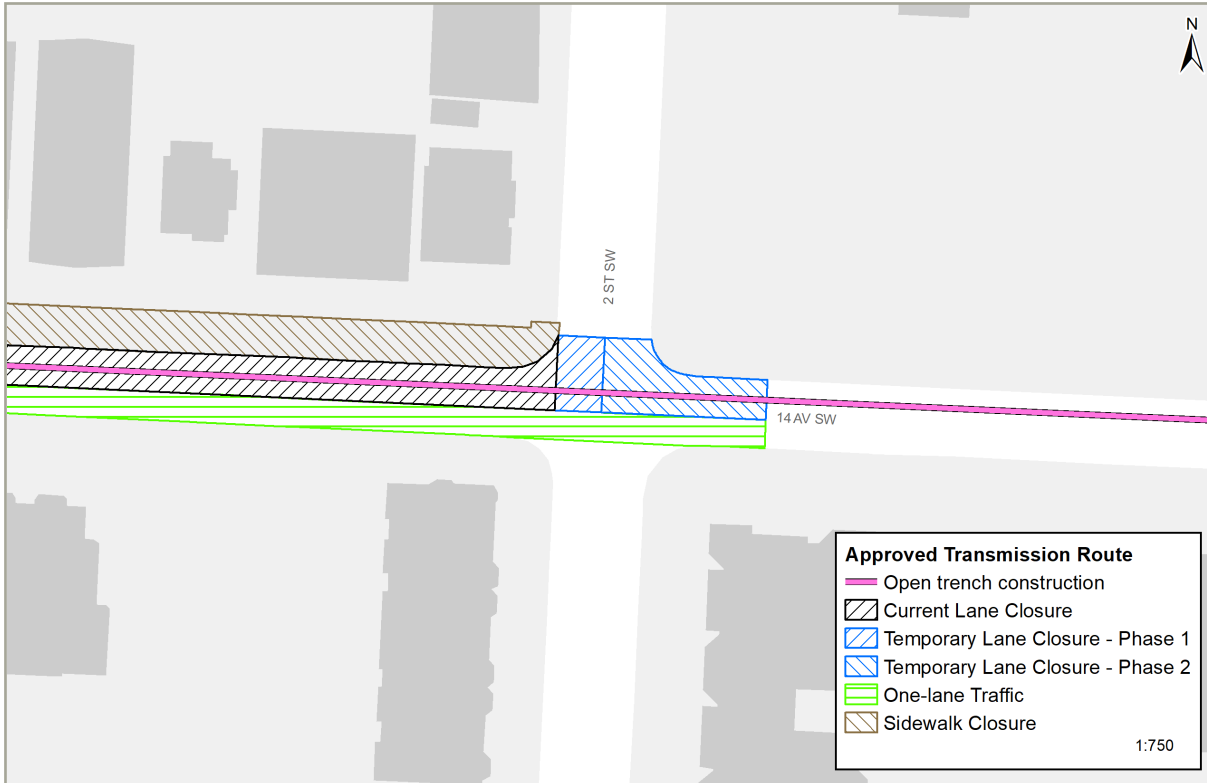 N
2 ST SW
14 AV SW
Approved Transmission Route
Open trench construction
Current Lane Closure
Temporary Lane Closure - Phase 1
Temporary Lane Closure - Phase 2
One-lane Traffic
Sidewalk Closure
1:750